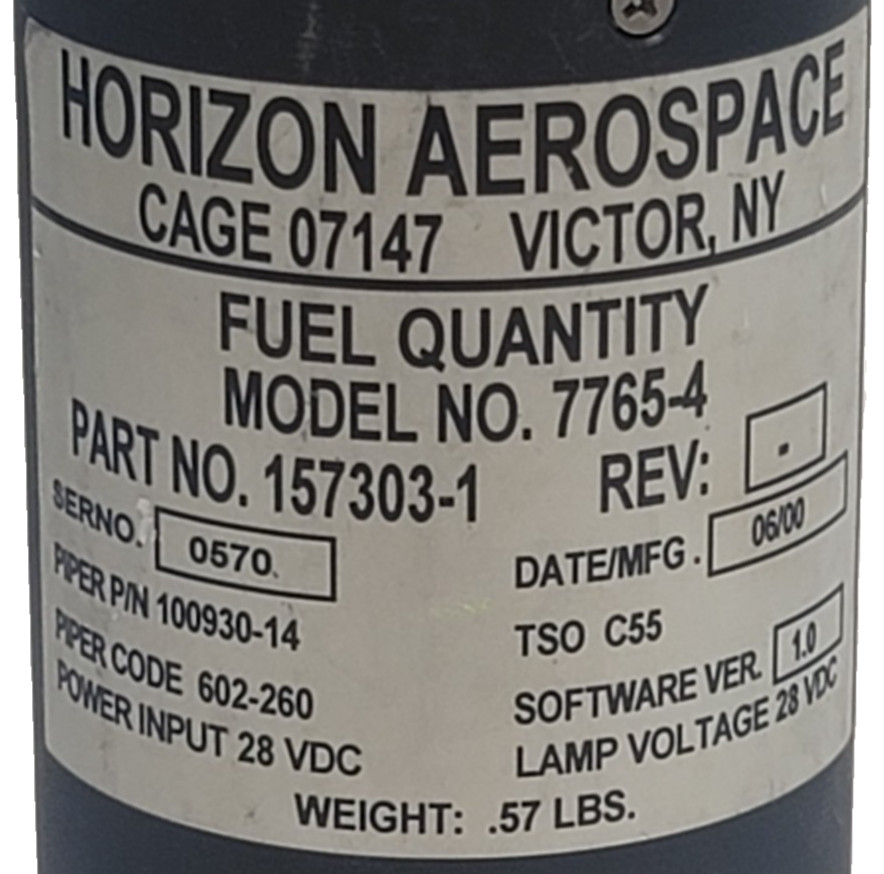 HORIZON AEROSPACE
CAGE 07147 VICTOR, NY
FUEL QUANTITY
MODEL NO. 7765-4
PART NO. 157303-1 REV: -
SERNO. 0570. DATE/MFG. 06/00
PIPER P/N 100930-14 TSO C55
PIPER CODE 602-260 SOFTWARE VER. 1.0
POWER INPUT 28 VDC LAMP VOLTAGE 28 VDC
WEIGHT: .57 LBS.